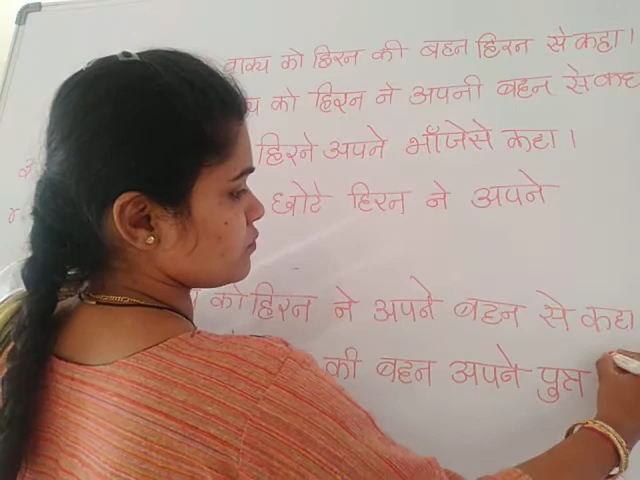 वाक्य को हिरन की बहन हिरन से कहा।
को हिरन ने अपनी बहन से कहा
हिरने अपने भाँजेसे कहा।
छोटे हिरन ने अपने
को हिरन ने अपने बहन से कहा
की बहन अपने पुत्र